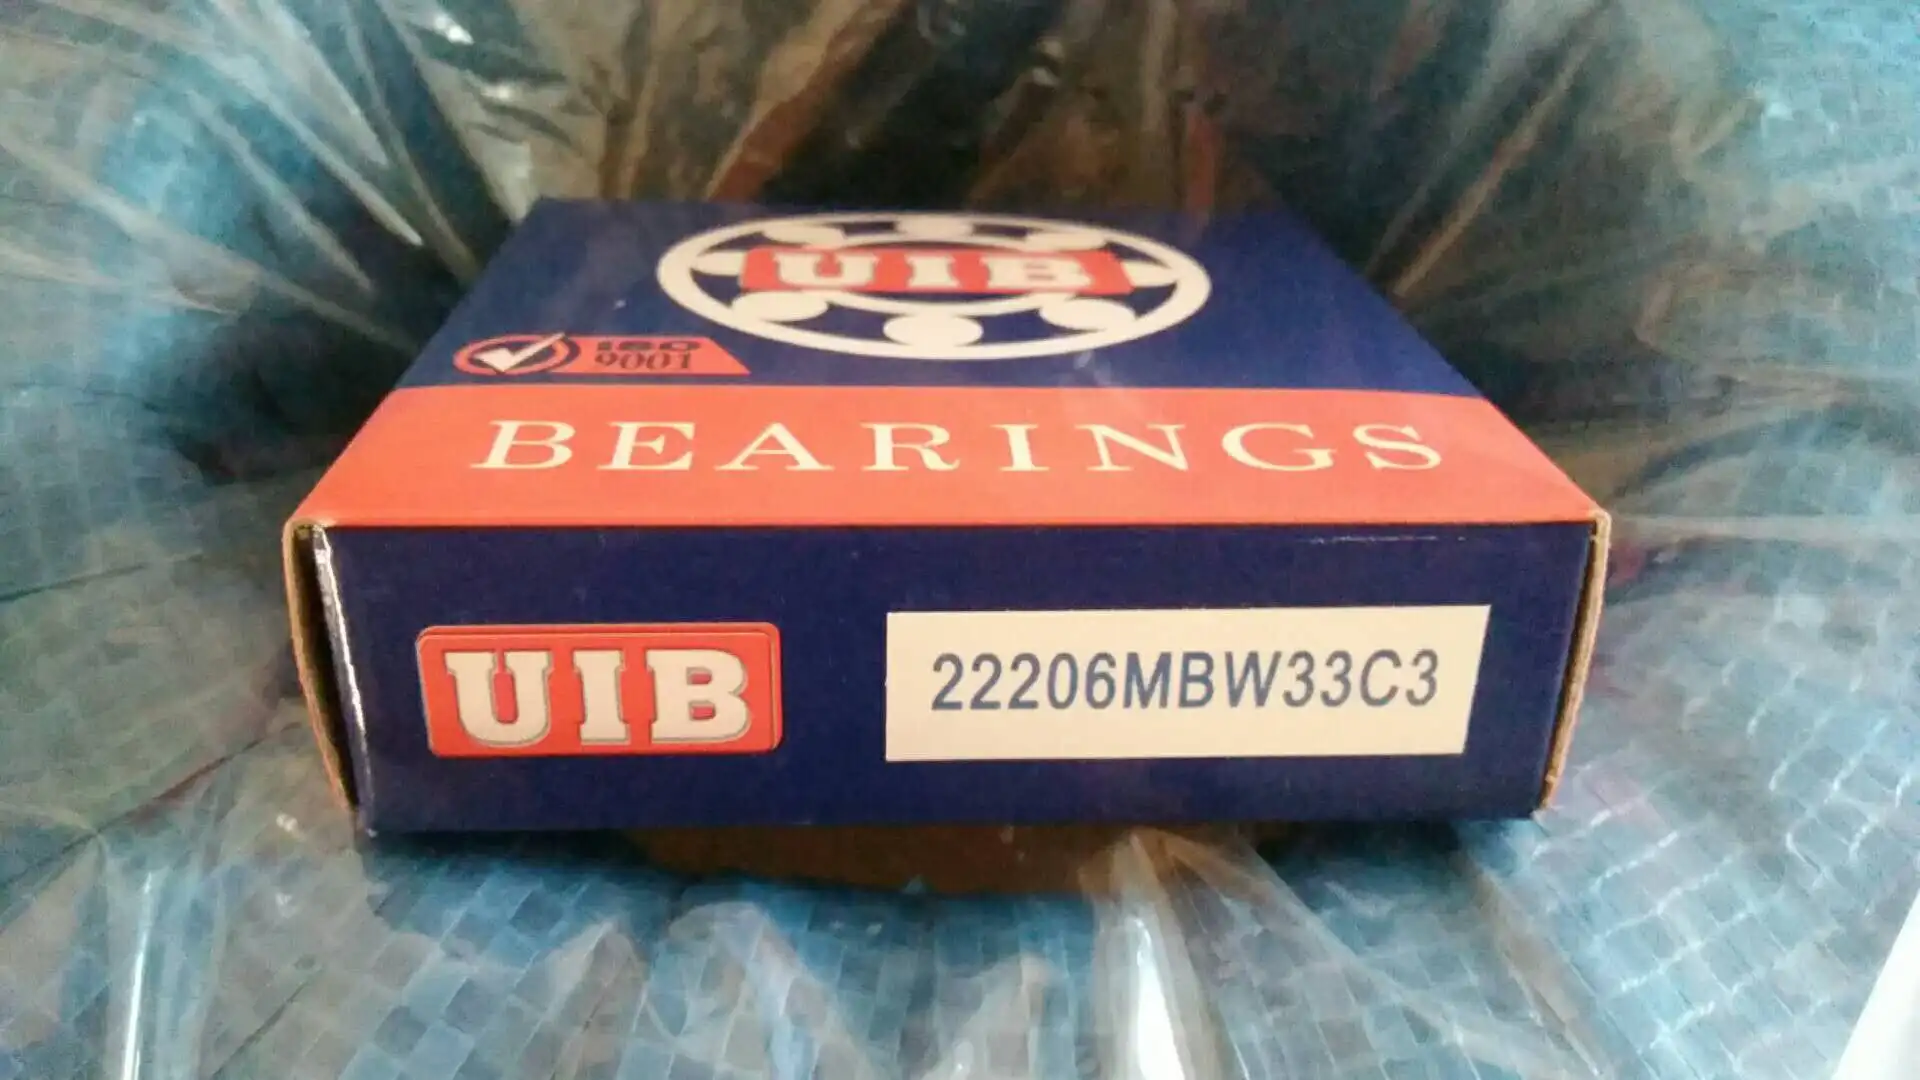 UIB
ISO
9001
BEARINGS
UIB
22206MBW33C3